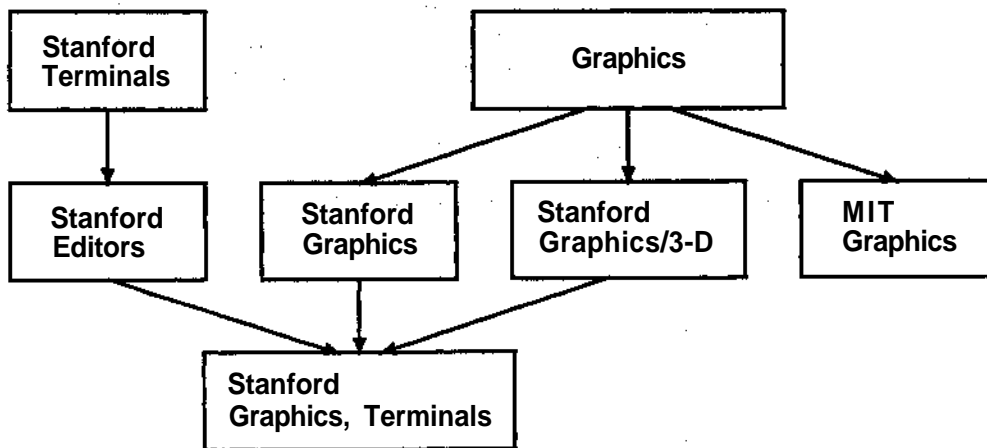 Stanford
Terminals
Graphics
Stanford
Editors
Stanford
Graphics
Stanford
Graphics/3-D
MIT
Graphics
Stanford
Graphics, Terminals